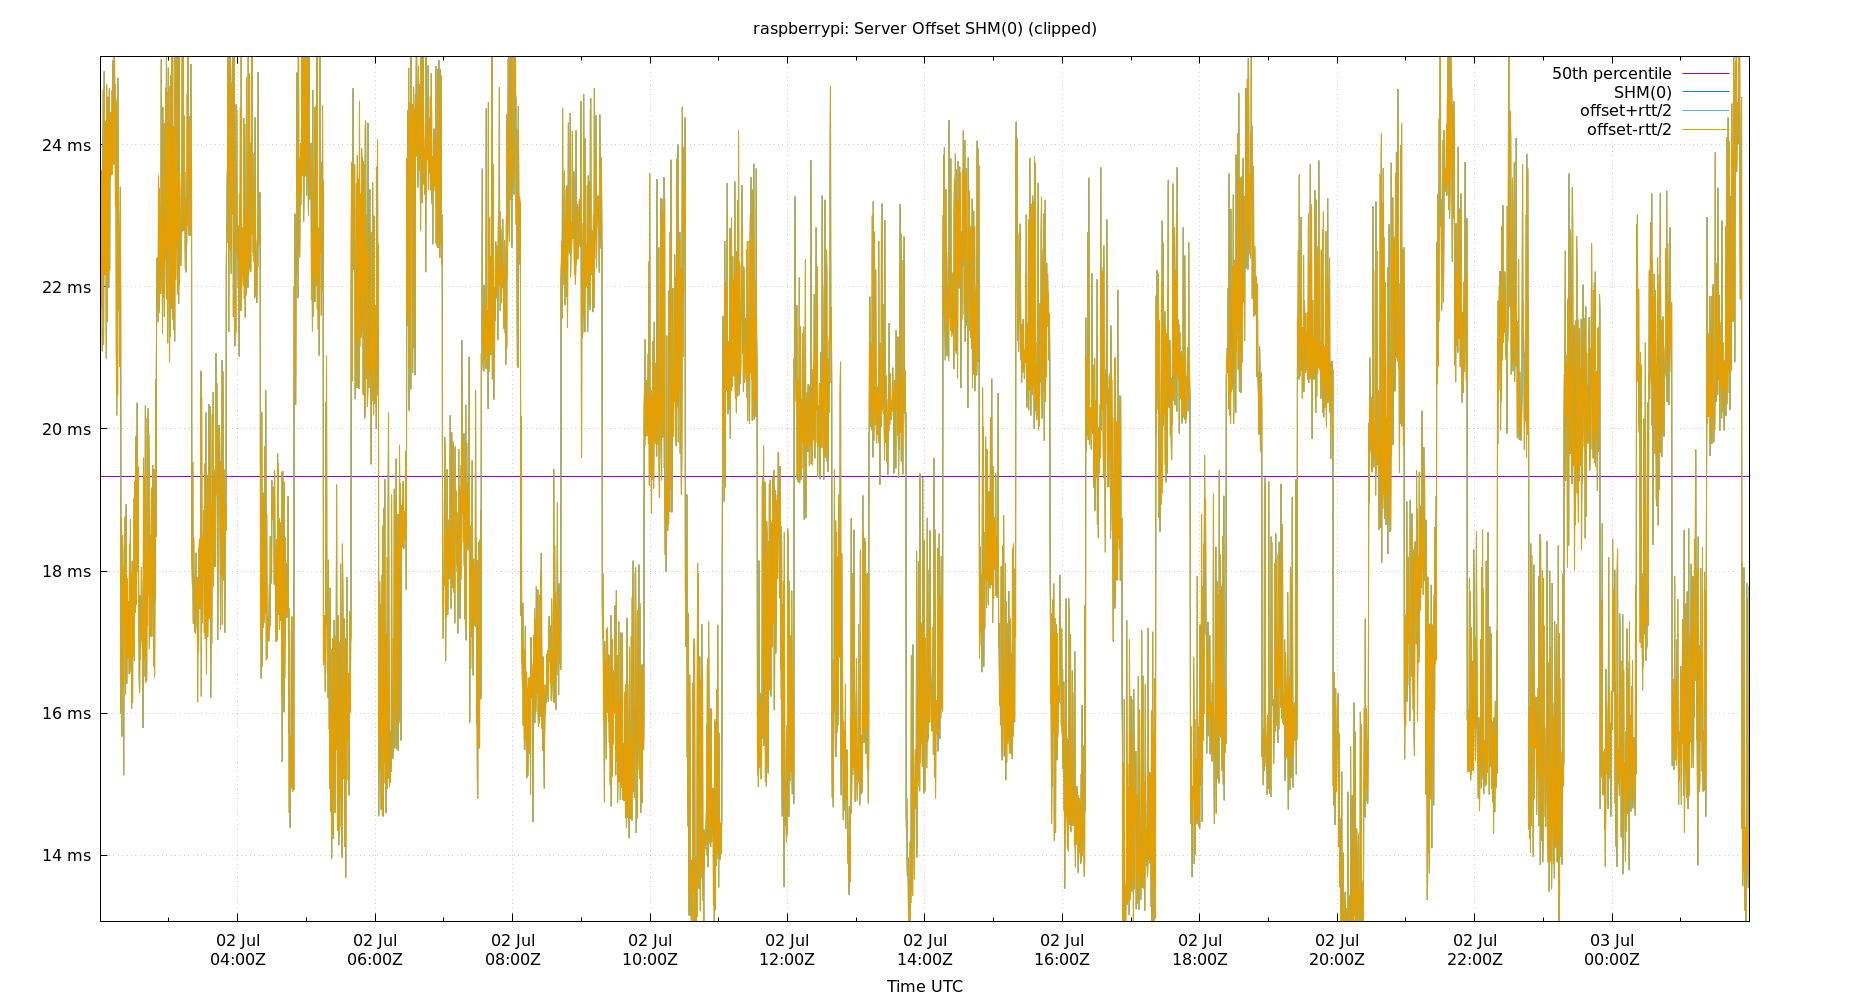 raspberrypi: Server Offset SHM(0) (clipped)
50th percentile
SHM(0)
offset+rtt/2
offset-rtt/2
24 ms
22 ms
20 ms
18 ms
16 ms
14 ms
02 Jul 02 Jul 02 Jul 02 Jul 02 Jul 02 Jul 02 Jul 02 Jul 02 Jul 02 Jul 03 Jul
04:00Z 06:00Z 08:00Z 10:00Z 12:00Z 14:00Z 16:00Z 18:00Z 20:00Z 22:00Z 00:00Z
Time UTC